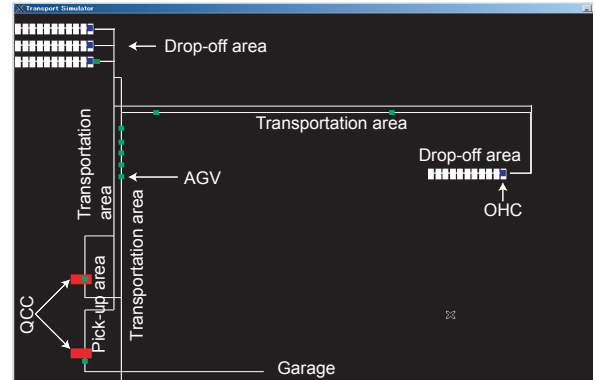 Transport Simulator
Drop-off area
Transportation area
Transportation
area
Drop-off area
AGV
OHC
Transportation area
Pick-up area
QCC
Garage